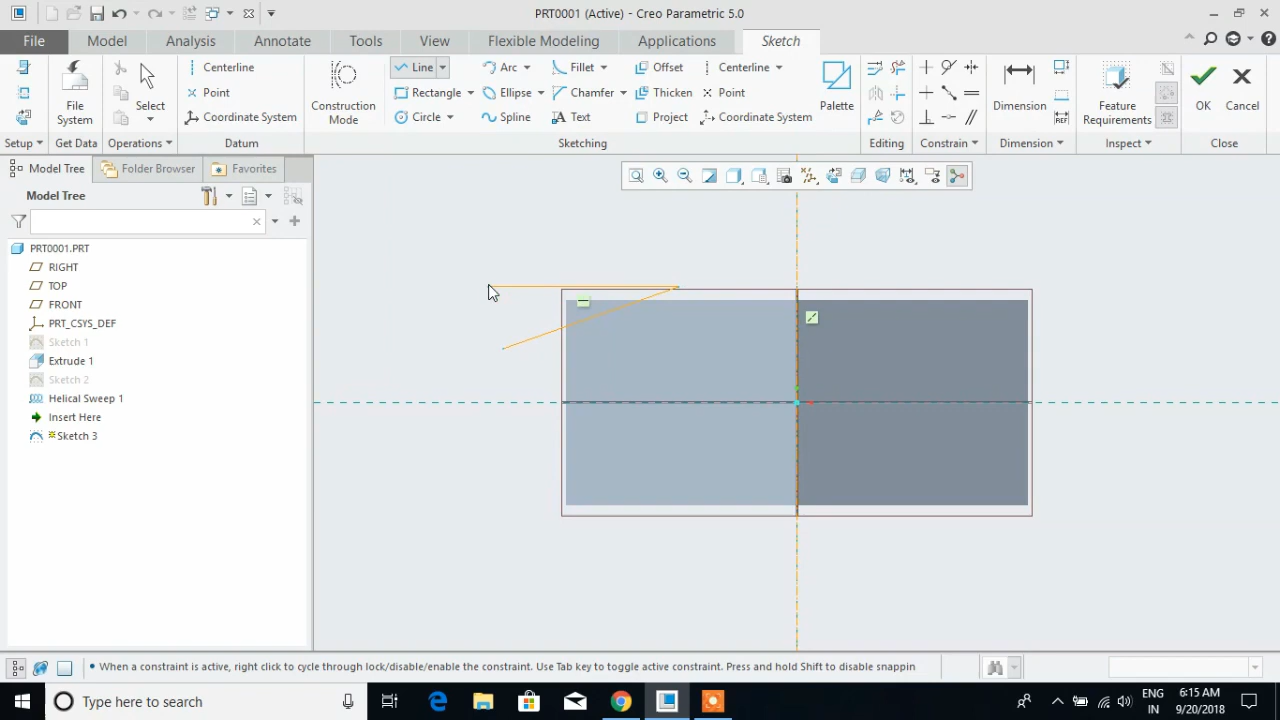 PRT0001 (Active) - Creo Parametric 5.0
File Model Analysis Annotate Tools View Flexible Modeling Applications Sketch
Centerline Line Arc Fillet Offset Centerline
Point Rectangle Ellipse Chamfer Thicken Point
File System Select Coordinate System Construction Mode Circle Spline Text Project Coordinate System Palette Dimension Feature Requirements OK Cancel
Setup Get Data Operations Datum Sketching Editing Constrain Dimension Inspect Close
REF
Model Tree Folder Browser Favorites
Model Tree
PRT0001.PRT
RIGHT
TOP
FRONT
PRT_CSYS_DEF
Sketch 1
Extrude 1
Sketch 2
Helical Sweep 1
Insert Here
Sketch 3
• When a constraint is active, right click to cycle through lock/disable/enable the constraint. Use Tab key to toggle active constraint. Press and hold Shift to disable snappin
Type here to search
ENG 6:15 AM
IN 9/20/2018